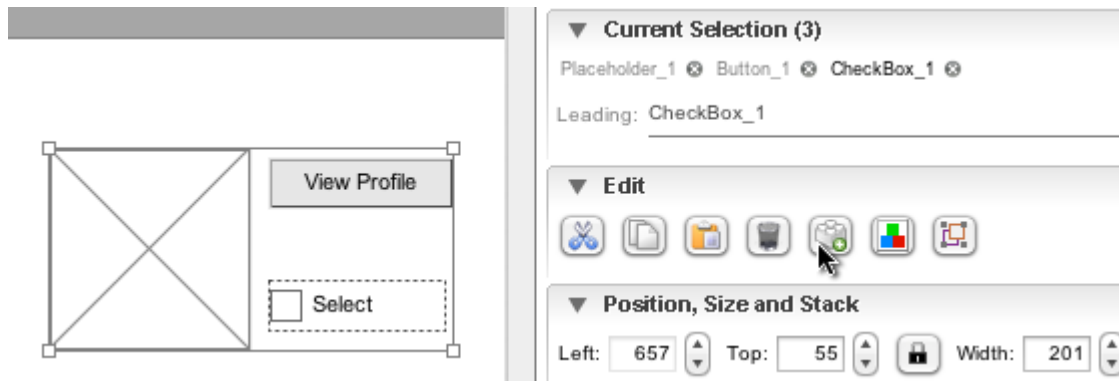 Current Selection (3)
Placeholder_1 Button_1 CheckBox_1
Leading: CheckBox_1
View Profile
Select
Edit
Position, Size and Stack
Left: 657 Top: 55 Width: 201